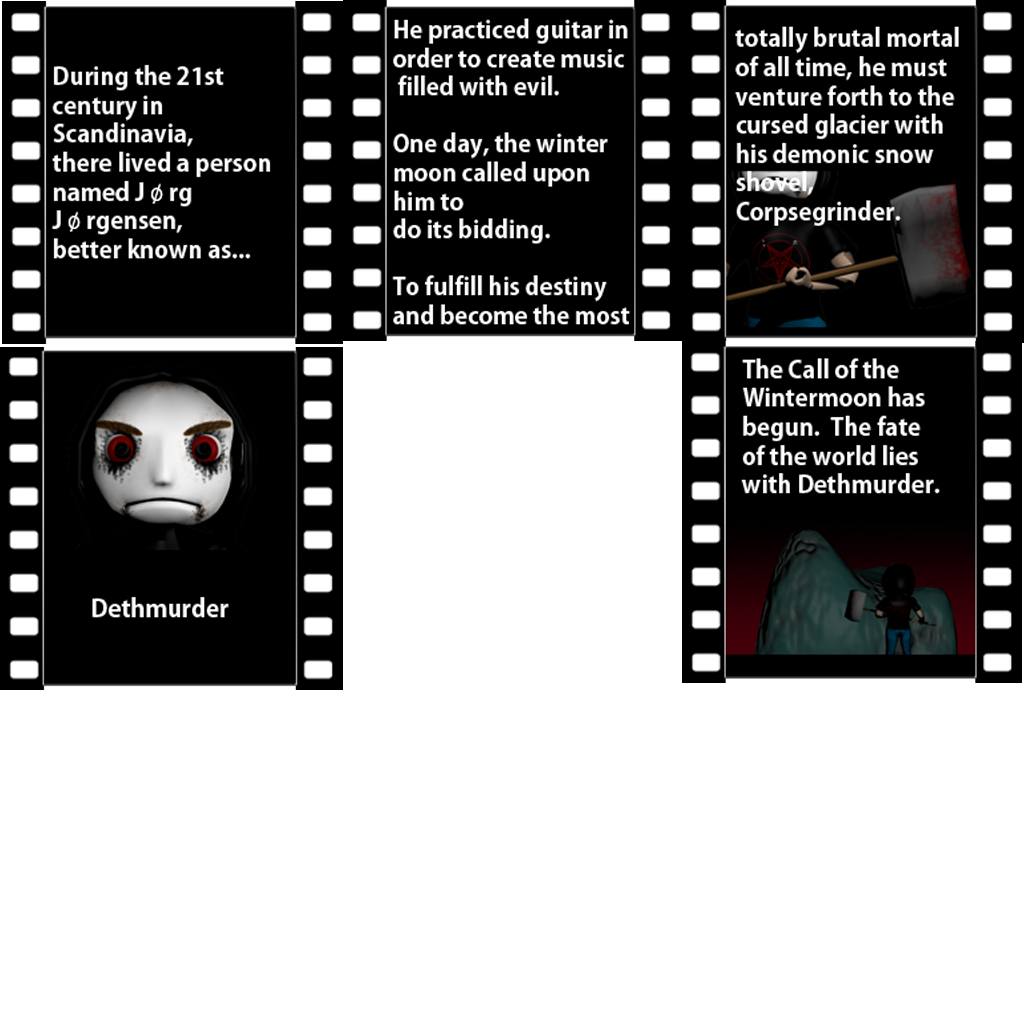 During the 21st
century in
Scandinavia,
there lived a person
named J ø rg
J ø rgensen,
better known as...
Dethmurder
He practiced guitar in
order to create music
filled with evil.
One day, the winter
moon called upon
him to
do its bidding.
To fulfill his destiny
and become the most
totally brutal mortal
of all time, he must
venture forth to the
cursed glacier with
his demonic snow
shovel,
Corpsegrinder.
The Call of the
Wintermoon has
begun.  The fate
of the world lies
with Dethmurder.